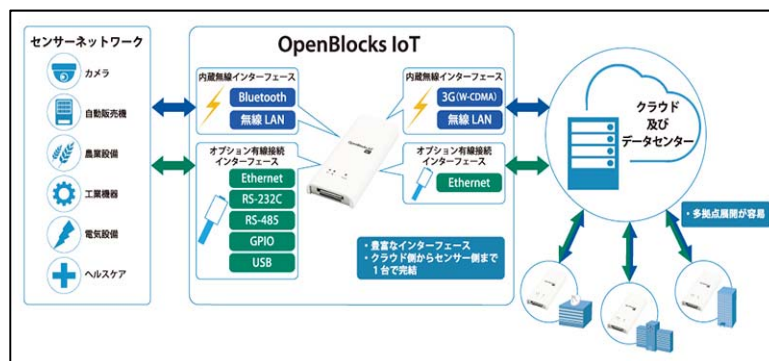 センサーネットワーク
カメラ
自動販売機
農業設備
工業機器
電気設備
ヘルスケア
OpenBlocks IoT
内蔵無線インターフェース
Bluetooth
無線 LAN
オプション有線接続
インターフェース
Ethernet
RS-232C
RS-485
GPIO
USB
内蔵無線インターフェース
3G(W-CDMA)
無線 LAN
オプション有線接続
インターフェース
Ethernet
・豊富なインターフェース
・クラウド側からセンサー側まで
1台で完結
クラウド
及び
データセンター
・多拠点展開が容易